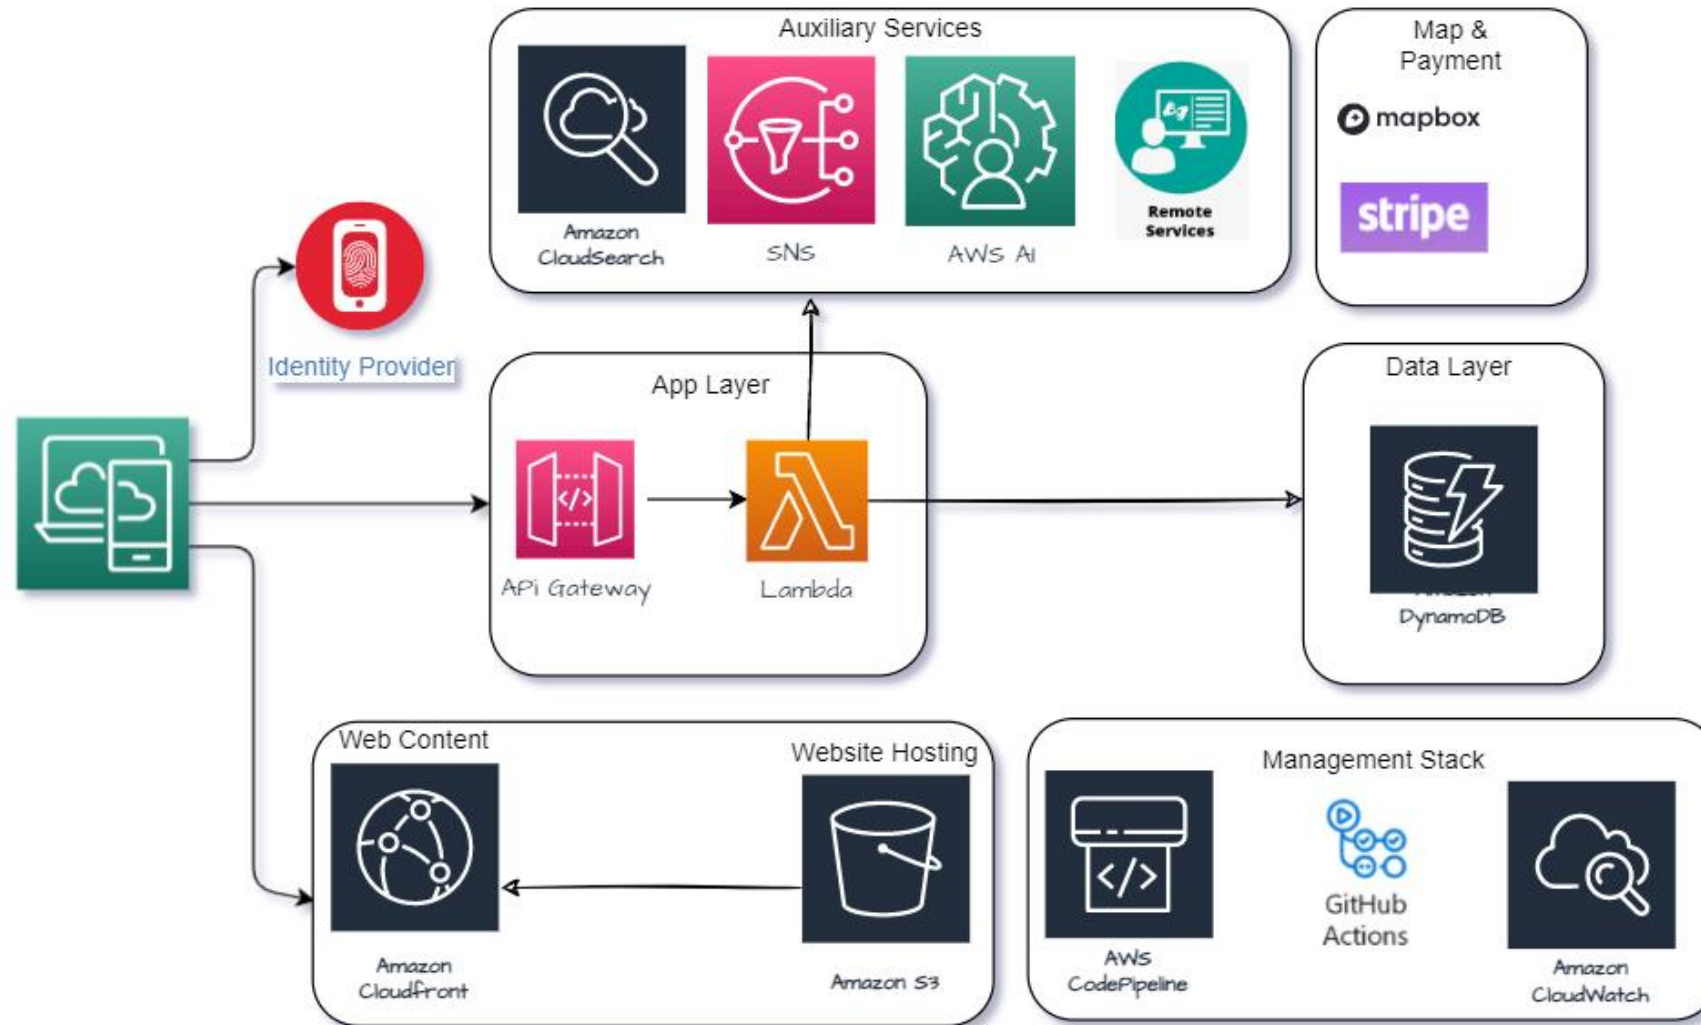 Auxiliary Services
Amazon
CloudSearch
SNS
AWS AI
Remote
Services
Map &
Payment
mapbox
stripe
Identity Provider
App Layer
</>
API Gateway
Lambda
Data Layer
Amazon
DynamoDB
Web Content
Amazon
Cloudfront
Website Hosting
Amazon S3
Management Stack
</>
AWS
CodePipeline
GitHub
Actions
Amazon
CloudWatch